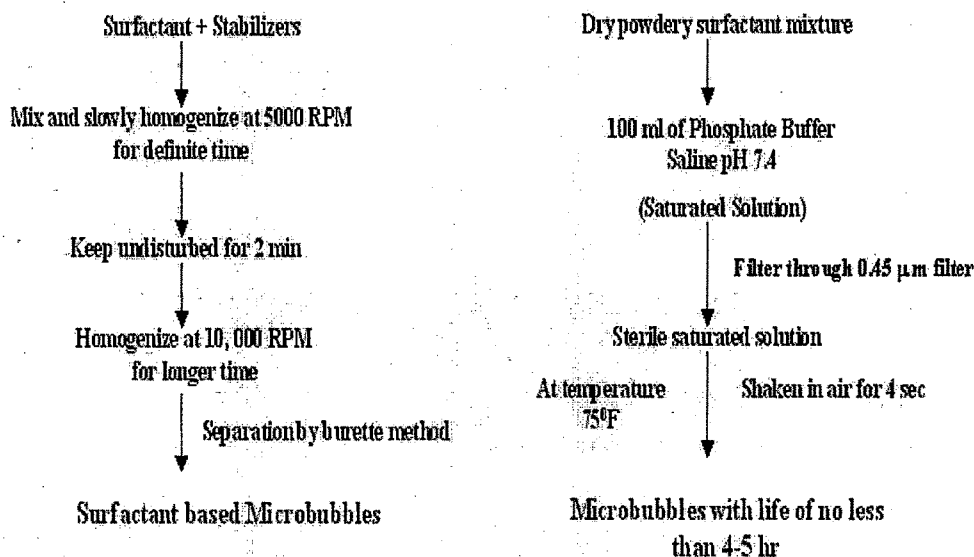 Surfactant + Stabilizers
Mix and slowly homogenize at 5000 RPM
for definite time
Keep undisturbed for 2 min
Homogenize at 10, 000 RPM
for longer time
Separation by burette method
Surfactant based Microbubbles
Dry powdery surfactant mixture
100 ml of Phosphate Buffer
Saline pH 7.4
(Saturated Solution)
Filter through 0.45 µm filter
Sterile saturated solution
At temperature
75⁰F
Shaken in air for 4 sec
Microbubbles with life of no less
than 4-5 hr